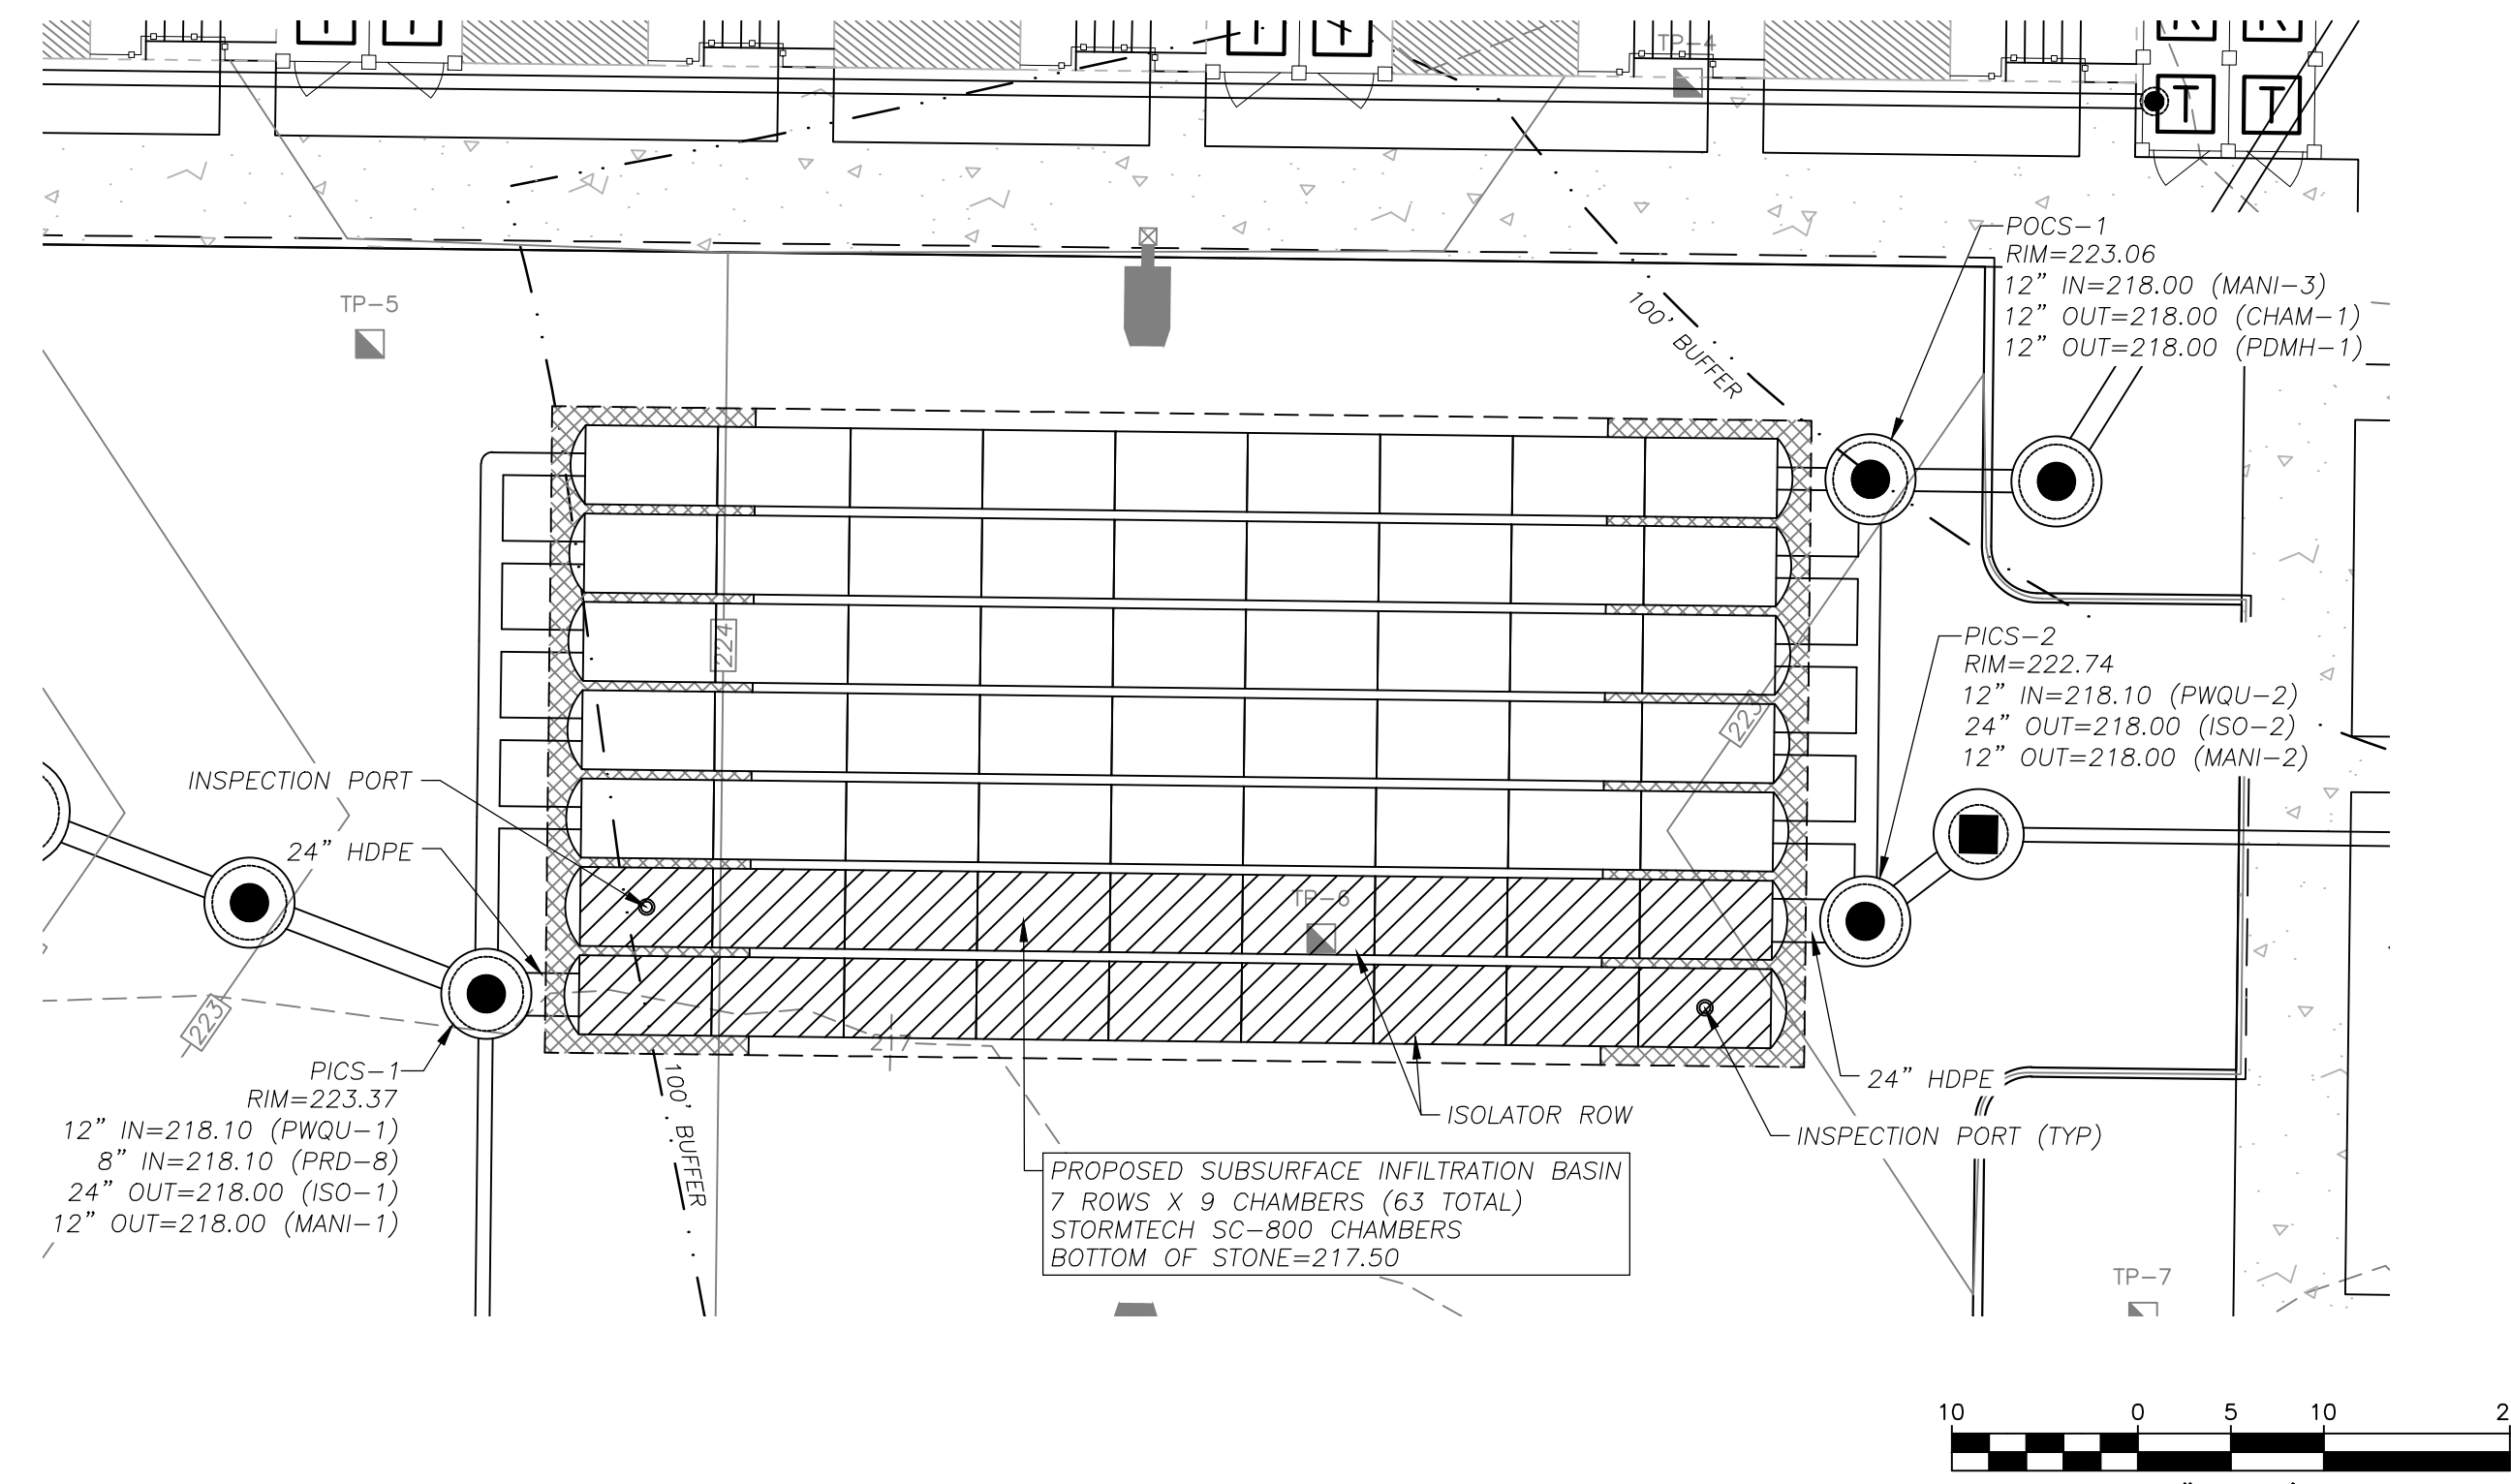 T T
TP-4
T T
POCS-1
RIM=223.06
12" IN=218.00 (MANI-3)
12" OUT=218.00 (CHAM-1)
12" OUT=218.00 (PDMH-1)
TP-5
100' BUFFER
224
PICS-2
RIM=222.74
12" IN=218.10 (PWQU-2)
24" OUT=218.00 (ISO-2)
12" OUT=218.00 (MANI-2)
223
INSPECTION PORT
24" HDPE
TP-6
223
217
PICS-1
RIM=223.37
12" IN=218.10 (PWQU-1)
8" IN=218.10 (PRD-8)
24" OUT=218.00 (ISO-1)
12" OUT=218.00 (MANI-1)
100' BUFFER
24" HDPE
ISOLATOR ROW
INSPECTION PORT (TYP)
PROPOSED SUBSURFACE INFILTRATION BASIN
7 ROWS X 9 CHAMBERS (63 TOTAL)
STORMTECH SC-800 CHAMBERS
BOTTOM OF STONE=217.50
TP-7
10 0 5 10 2